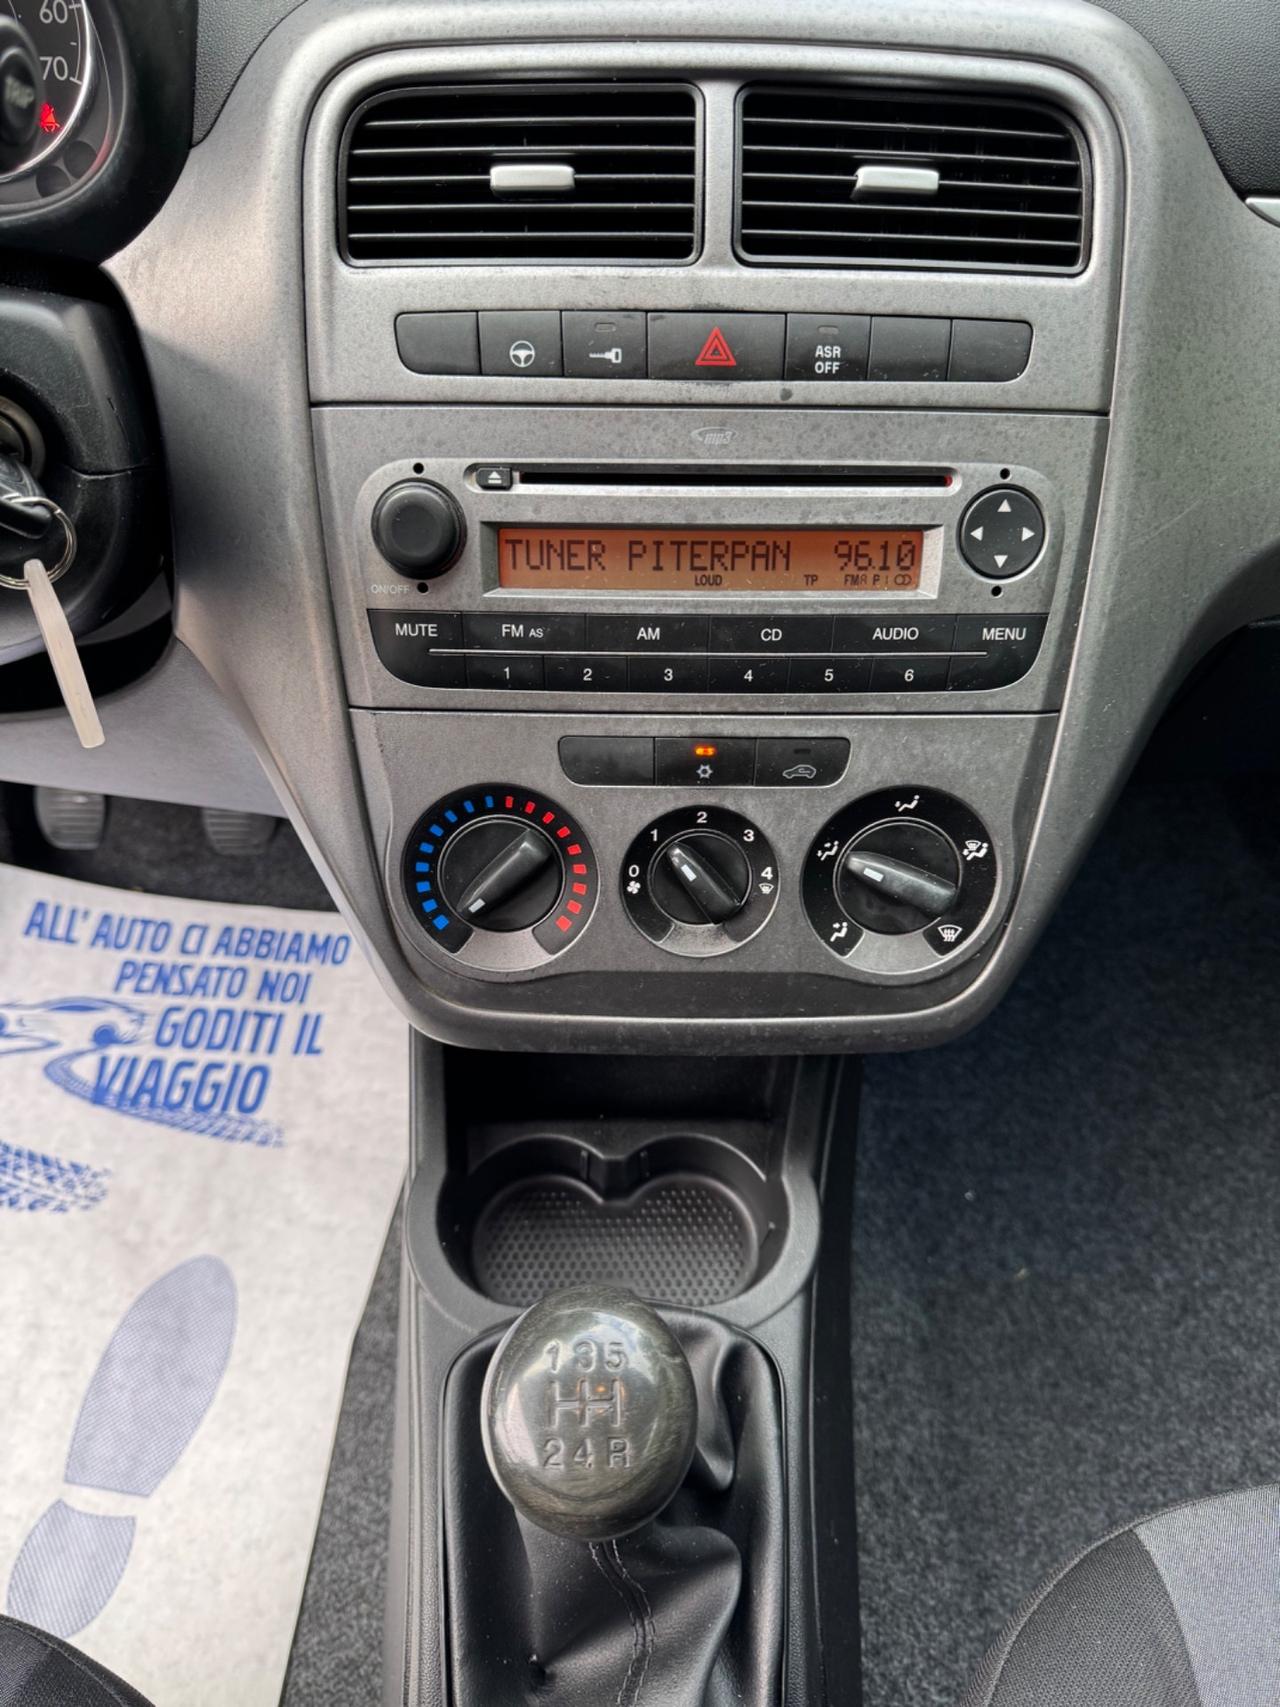 60
70
TRIP
ASR
OFF
mp3
TUNER PITERPAN 96.10
LOUD TP FM
ON/OFF
MUTE FM AS AM CD AUDIO MENU
1 2 3 4 5 6
0 1 2 3 4
ALL' AUTO CI ABBIAMO
PENSATO NOI
GODITI IL
VIAGGIO
1 3 5
2 4 R